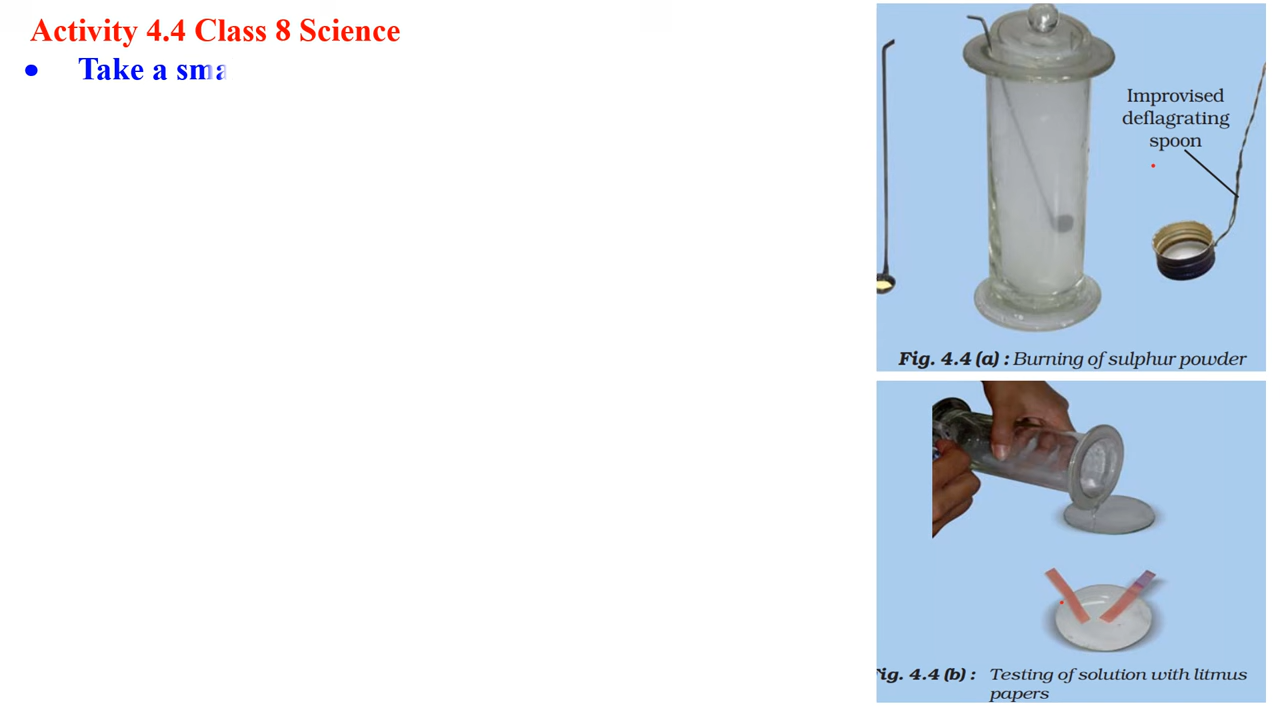 Activity 4.4 Class 8 Science
• Take a sma
Improvised
deflagrating
spoon
Fig. 4.4 (a) : Burning of sulphur powder
ig. 4.4 (b) : Testing of solution with litmus
papers